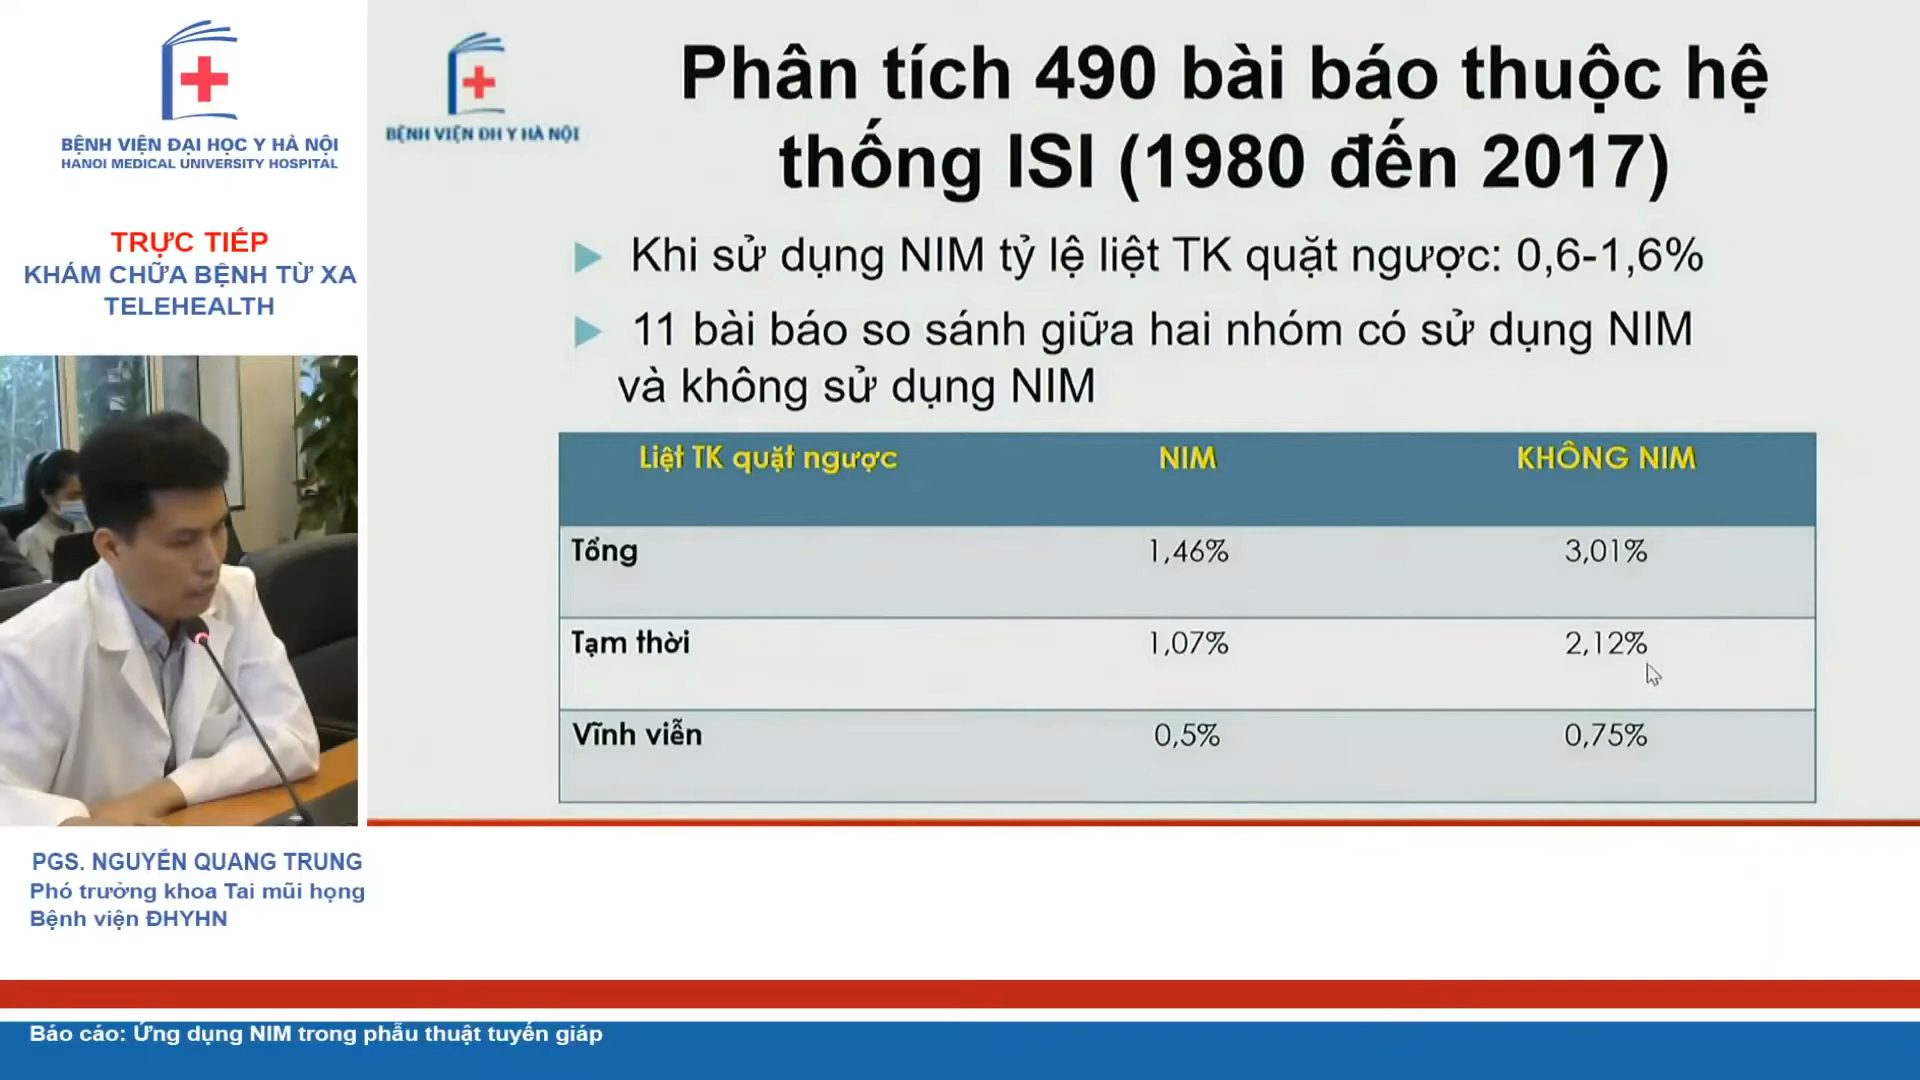 BỆNH VIỆN ĐẠI HỌC Y HÀ NỘI
HANOI MEDICAL UNIVERSITY HOSPITAL
TRỰC TIẾP
KHÁM CHỮA BỆNH TỪ XA
TELEHEALTH
BỆNH VIỆN ĐH Y HÀ NỘI
Phân tích 490 bài báo thuộc hệ
thống ISI (1980 đến 2017)
Khi sử dụng NIM tỷ lệ liệt TK quặt ngược: 0,6-1,6%
11 bài báo so sánh giữa hai nhóm có sử dụng NIM
và không sử dụng NIM
Liệt TK quặt ngược NIM KHÔNG NIM
Tổng 1,46% 3,01%
Tạm thời 1,07% 2,12%
Vĩnh viễn 0,5% 0,75%
PGS. NGUYỄN QUANG TRUNG
Phó trưởng khoa Tai mũi họng
Bệnh viện ĐHYHN
Báo cáo: Ứng dụng NIM trong phẫu thuật tuyến giáp